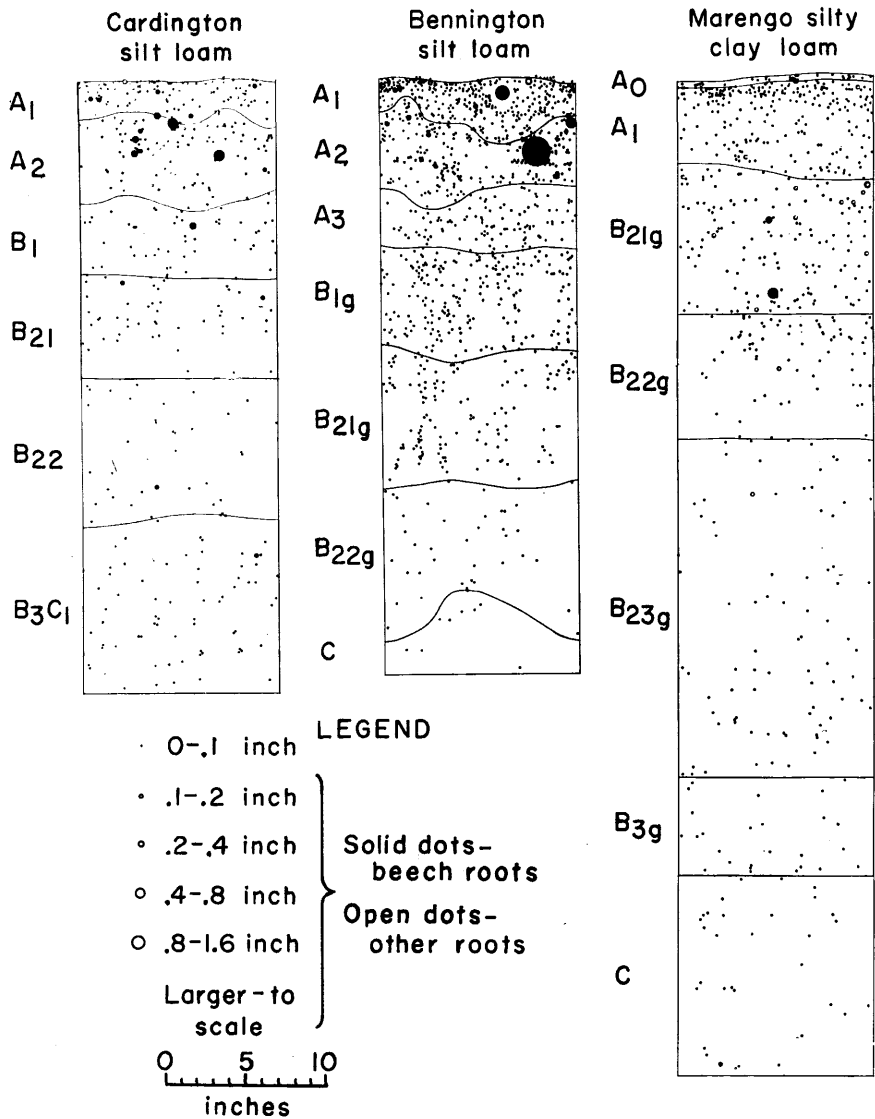 Cardington
silt loam
A1
A2
B1
B21
B22
B3C1
Bennington
silt loam
A1
A2
A3
B1g
B21g
B22g
C
Marengo silty
clay loam
A0
A1
B21g
B22g
B23g
B3g
C
LEGEND
0-.1 inch
.1-.2 inch
.2-.4 inch
.4-.8 inch
.8-1.6 inch
Larger-to
scale
Solid dots-
beech roots
Open dots-
other roots
0 5 10
inches